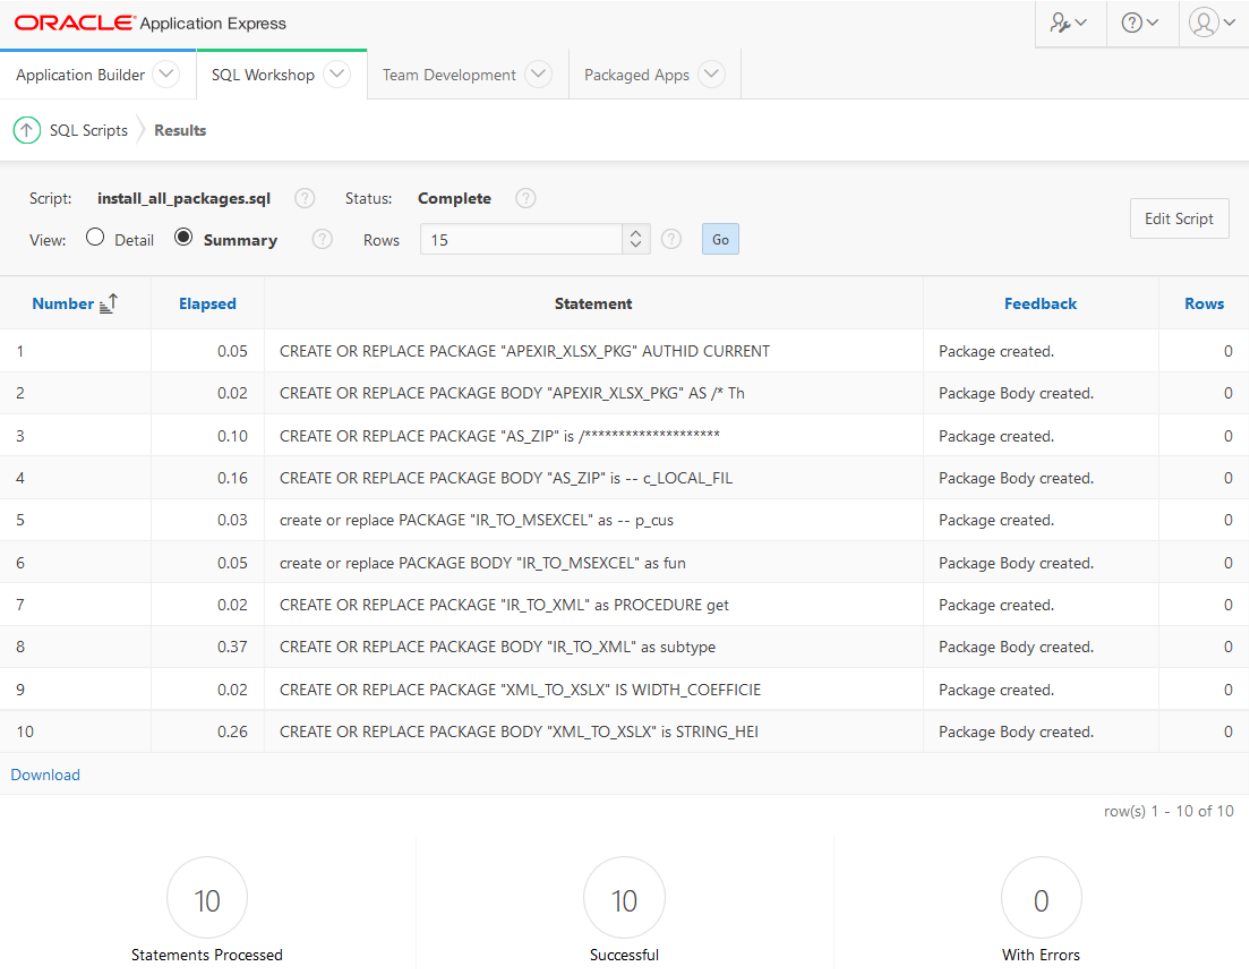 ORACLE Application Express
Application Builder SQL Workshop Team Development Packaged Apps
SQL Scripts Results
Script: install_all_packages.sql ? Status: Complete ?
Edit Script
View: Detail Summary ? Rows 15 ? Go
Number Elapsed Statement Feedback Rows
1 0.05 CREATE OR REPLACE PACKAGE "APEXIR_XLSX_PKG" AUTHID CURRENT Package created. 0
2 0.02 CREATE OR REPLACE PACKAGE BODY "APEXIR_XLSX_PKG" AS /* Th Package Body created. 0
3 0.10 CREATE OR REPLACE PACKAGE "AS_ZIP" is /******************** Package created. 0
4 0.16 CREATE OR REPLACE PACKAGE BODY "AS_ZIP" is -- c_LOCAL_FIL Package Body created. 0
5 0.03 create or replace PACKAGE "IR_TO_MSEXCEL" as -- p_cus Package created. 0
6 0.05 create or replace PACKAGE BODY "IR_TO_MSEXCEL" as fun Package Body created. 0
7 0.02 CREATE OR REPLACE PACKAGE "IR_TO_XML" as PROCEDURE get Package created. 0
8 0.37 CREATE OR REPLACE PACKAGE BODY "IR_TO_XML" as subtype Package Body created. 0
9 0.02 CREATE OR REPLACE PACKAGE "XML_TO_XSLX" IS WIDTH_COEFFICIE Package created. 0
10 0.26 CREATE OR REPLACE PACKAGE BODY "XML_TO_XSLX" is STRING_HEI Package Body created. 0
Download
row(s) 1 - 10 of 10
10 10 0
Statements Processed Successful With Errors